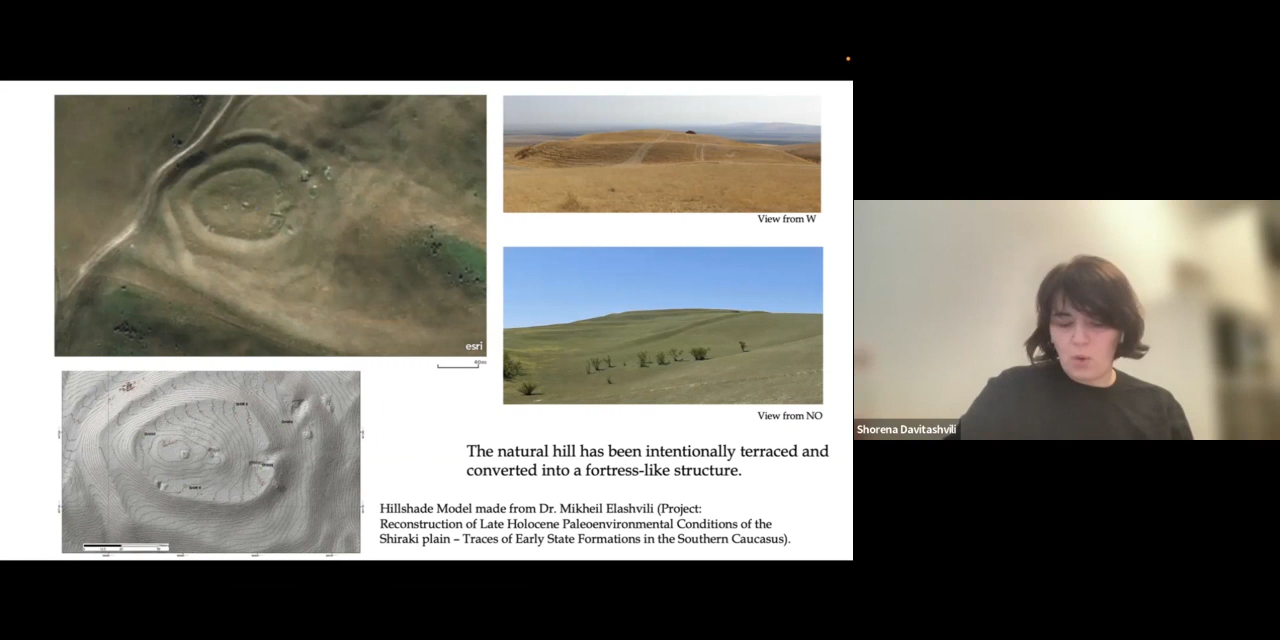 esri
View from W
View from NO
The natural hill has been intentionally terraced and
converted into a fortress-like structure.
Hillshade Model made from Dr. Mikheil Elashvili (Project:
Reconstruction of Late Holocene Paleoenvironmental Conditions of the
Shiraki plain – Traces of Early State Formations in the Southern Caucasus).
Shorena Davitashvili